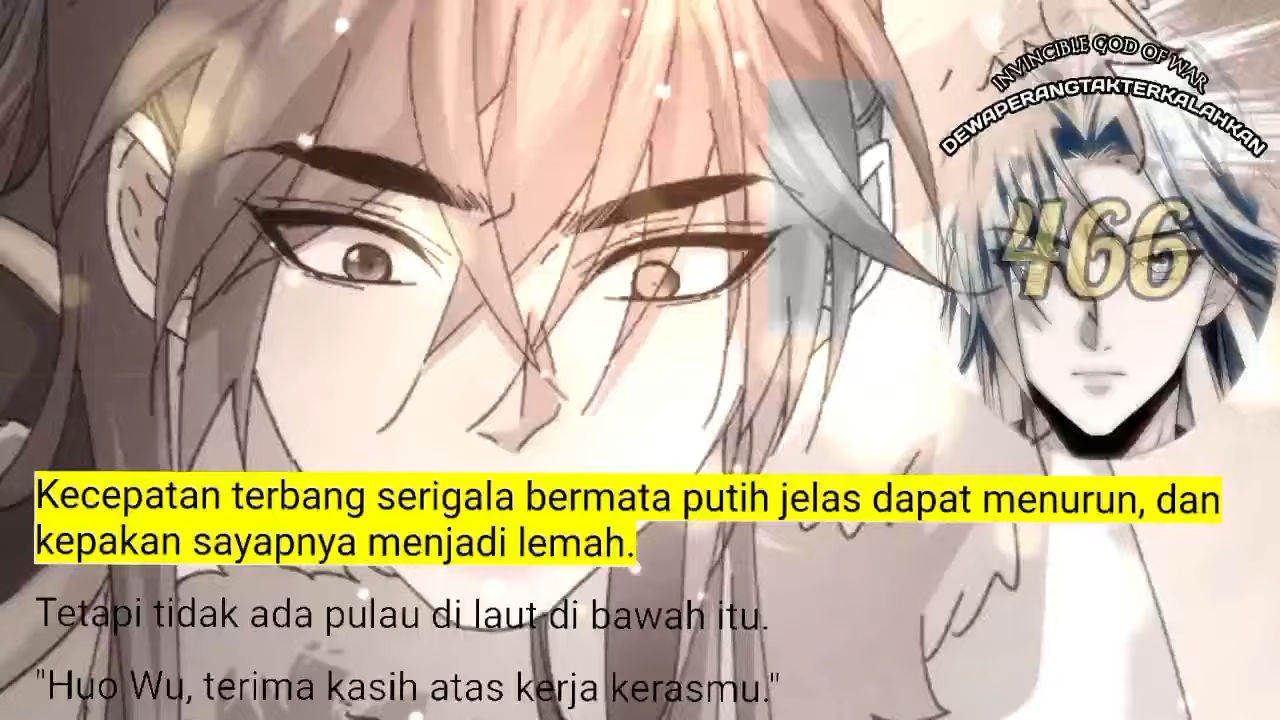 INVINCIBLE GOD OF WAR
DEWAPERANGTAKTERKALAHKAN
466
Kecepatan terbang serigala bermata putih jelas dapat menurun, dan
kepakan sayapnya menjadi lemah.
Tetapi tidak ada pulau di laut di bawah itu.
"Huo Wu, terima kasih atas kerja kerasmu."